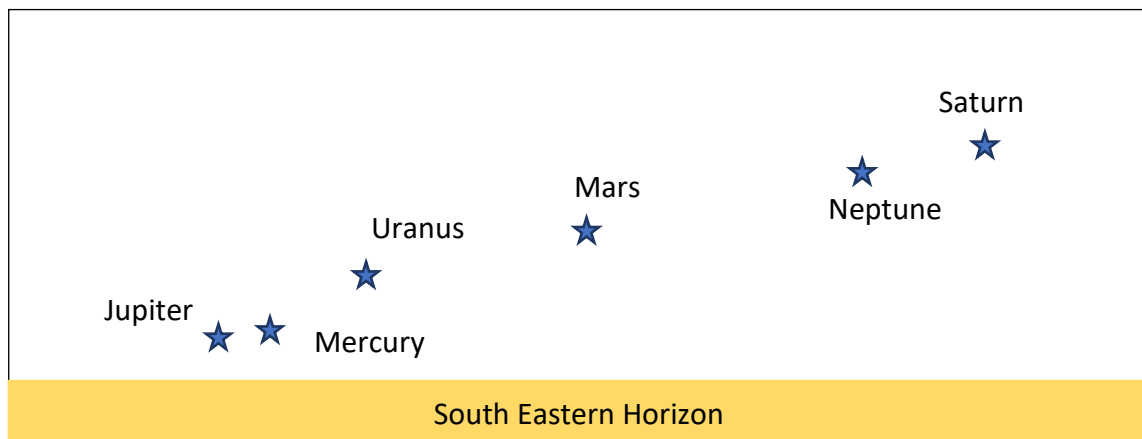 Saturn
Mars
Neptune
Uranus
Jupiter
Mercury
South Eastern Horizon